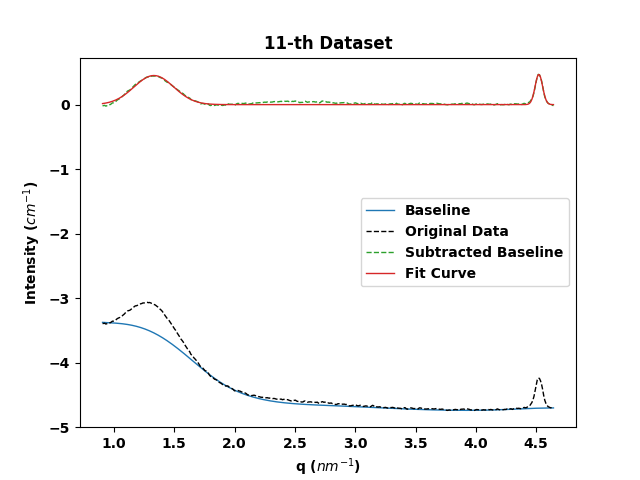 11-th Dataset
Intensity (cm⁻¹)
0
−1
−2
−3
−4
−5
Baseline
Original Data
Subtracted Baseline
Fit Curve
1.0 1.5 2.0 2.5 3.0 3.5 4.0 4.5
q (nm⁻¹)